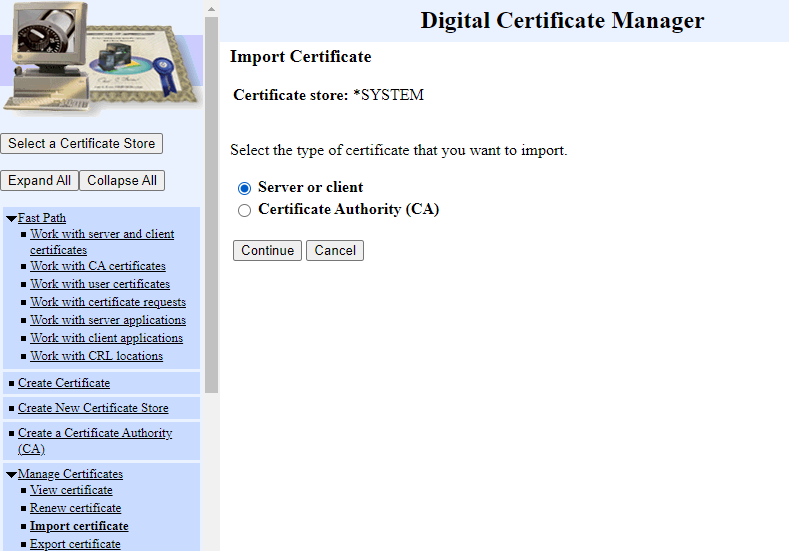 Select a Certificate Store
Expand All Collapse All
Fast Path
Work with server and client
certificates
Work with CA certificates
Work with user certificates
Work with certificate requests
Work with server applications
Work with client applications
Work with CRL locations
Create Certificate
Create New Certificate Store
Create a Certificate Authority
(CA)
Manage Certificates
View certificate
Renew certificate
Import certificate
Export certificate
Digital Certificate Manager
Import Certificate
Certificate store: *SYSTEM
Select the type of certificate that you want to import.
Server or client
Certificate Authority (CA)
Continue Cancel